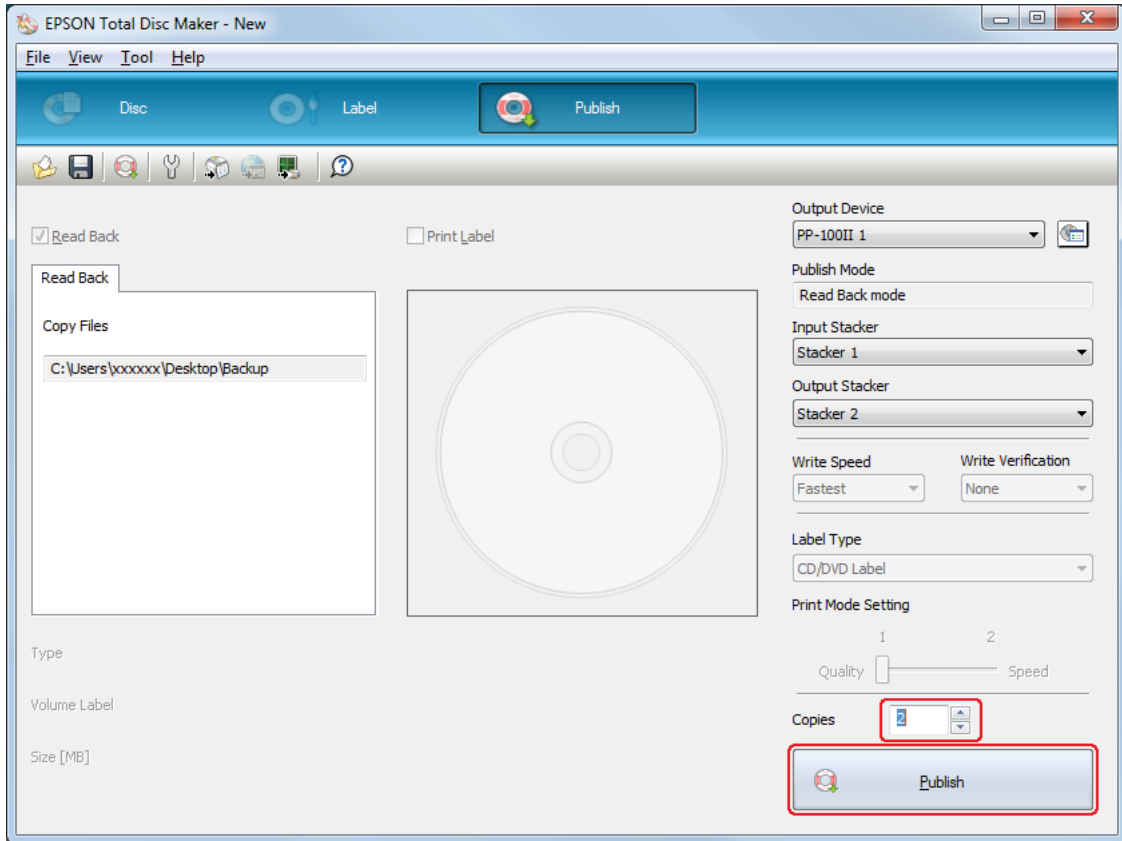 EPSON Total Disc Maker - New
File View Tool Help
Disc Label Publish
Read Back
Print Label
Read Back
Copy Files
C:\Users\xxxxxx\Desktop\Backup
Type
Volume Label
Size [MB]
Output Device
PP-100II 1
Publish Mode
Read Back mode
Input Stacker
Stacker 1
Output Stacker
Stacker 2
Write Speed Write Verification
Fastest None
Label Type
CD/DVD Label
Print Mode Setting
1 2
Quality Speed
Copies 2
Publish